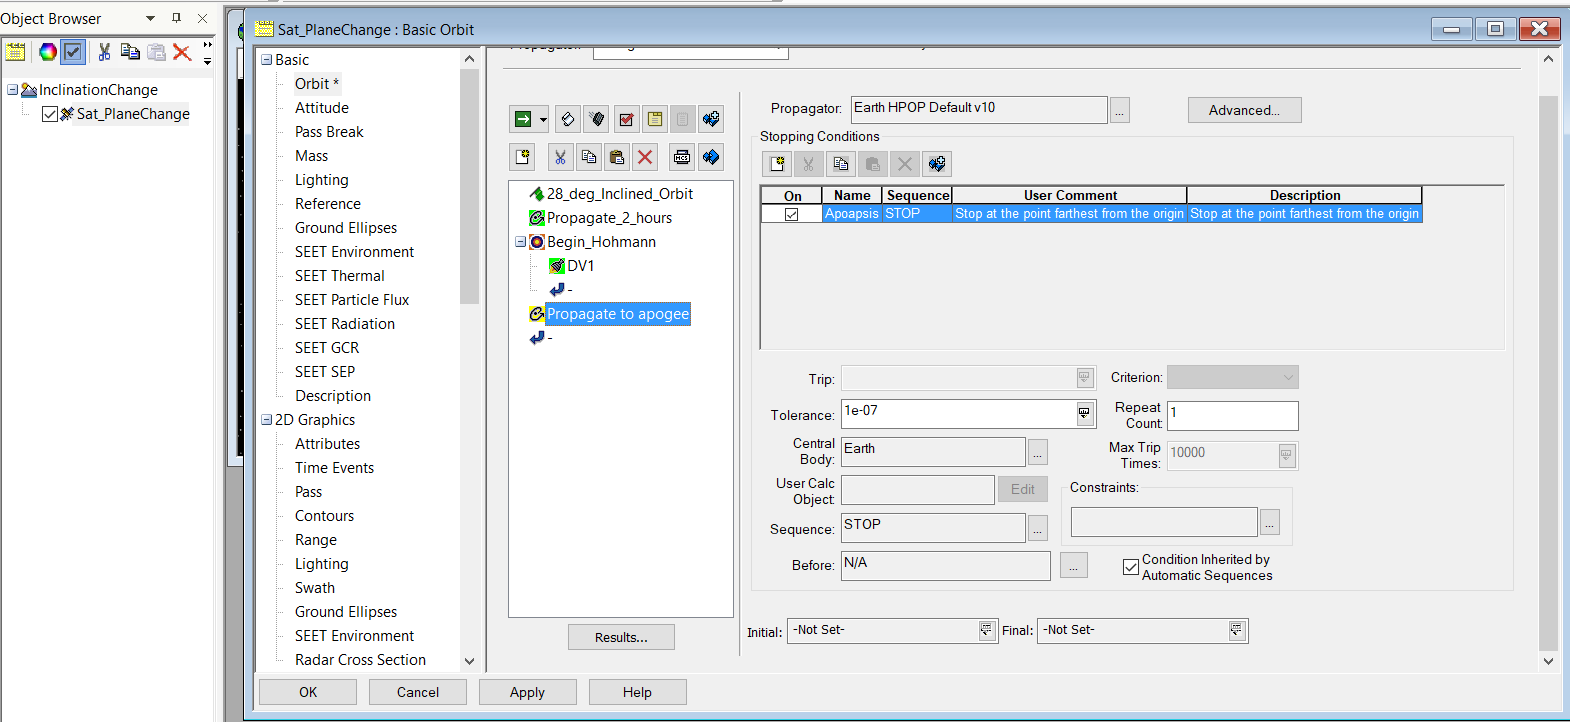 Object Browser
InclinationChange
Sat_PlaneChange
Sat_PlaneChange : Basic Orbit
Basic
Orbit *
Attitude
Pass Break
Mass
Lighting
Reference
Ground Ellipses
SEET Environment
SEET Thermal
SEET Particle Flux
SEET Radiation
SEET GCR
SEET SEP
Description
2D Graphics
Attributes
Time Events
Pass
Contours
Range
Lighting
Swath
Ground Ellipses
SEET Environment
Radar Cross Section
28_deg_Inclined_Orbit
Propagate_2_hours
Begin_Hohmann
DV1
-
Propagate to apogee
-
Results...
Propagator: Earth HPOP Default v10 ... Advanced...
Stopping Conditions
On Name Sequence User Comment Description
Apoapsis STOP Stop at the point farthest from the origin Stop at the point farthest from the origin
Trip: Criterion:
Tolerance: 1e-07 Repeat Count: 1
Central Body: Earth ... Max Trip Times: 10000
User Calc Object: Edit Constraints: ...
Sequence: STOP ...
Before: N/A ... Condition Inherited by
Automatic Sequences
Initial: -Not Set- Final: -Not Set-
OK Cancel Apply Help